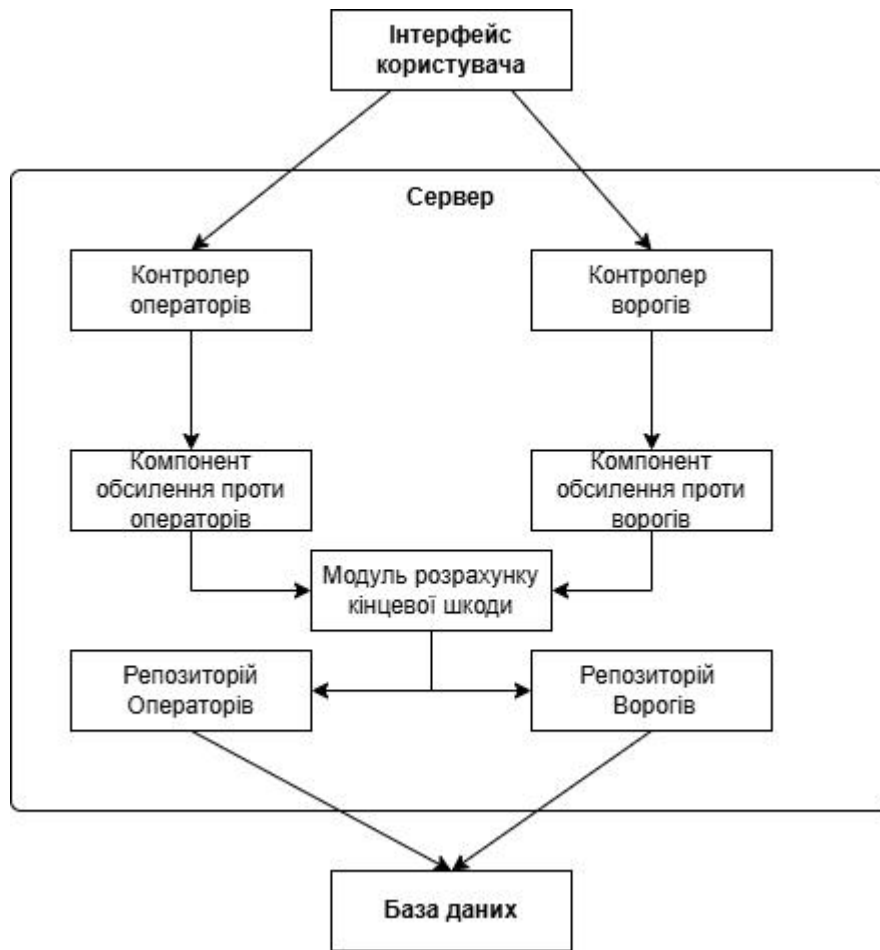 Інтерфейс
користувача
Сервер
Контролер
операторів
Контролер
ворогів
Компонент
обсилення проти
операторів
Компонент
обсилення проти
ворогів
Модуль розрахунку
кінцевої шкоди
Репозиторій
Операторів
Репозиторій
Ворогів
База даних